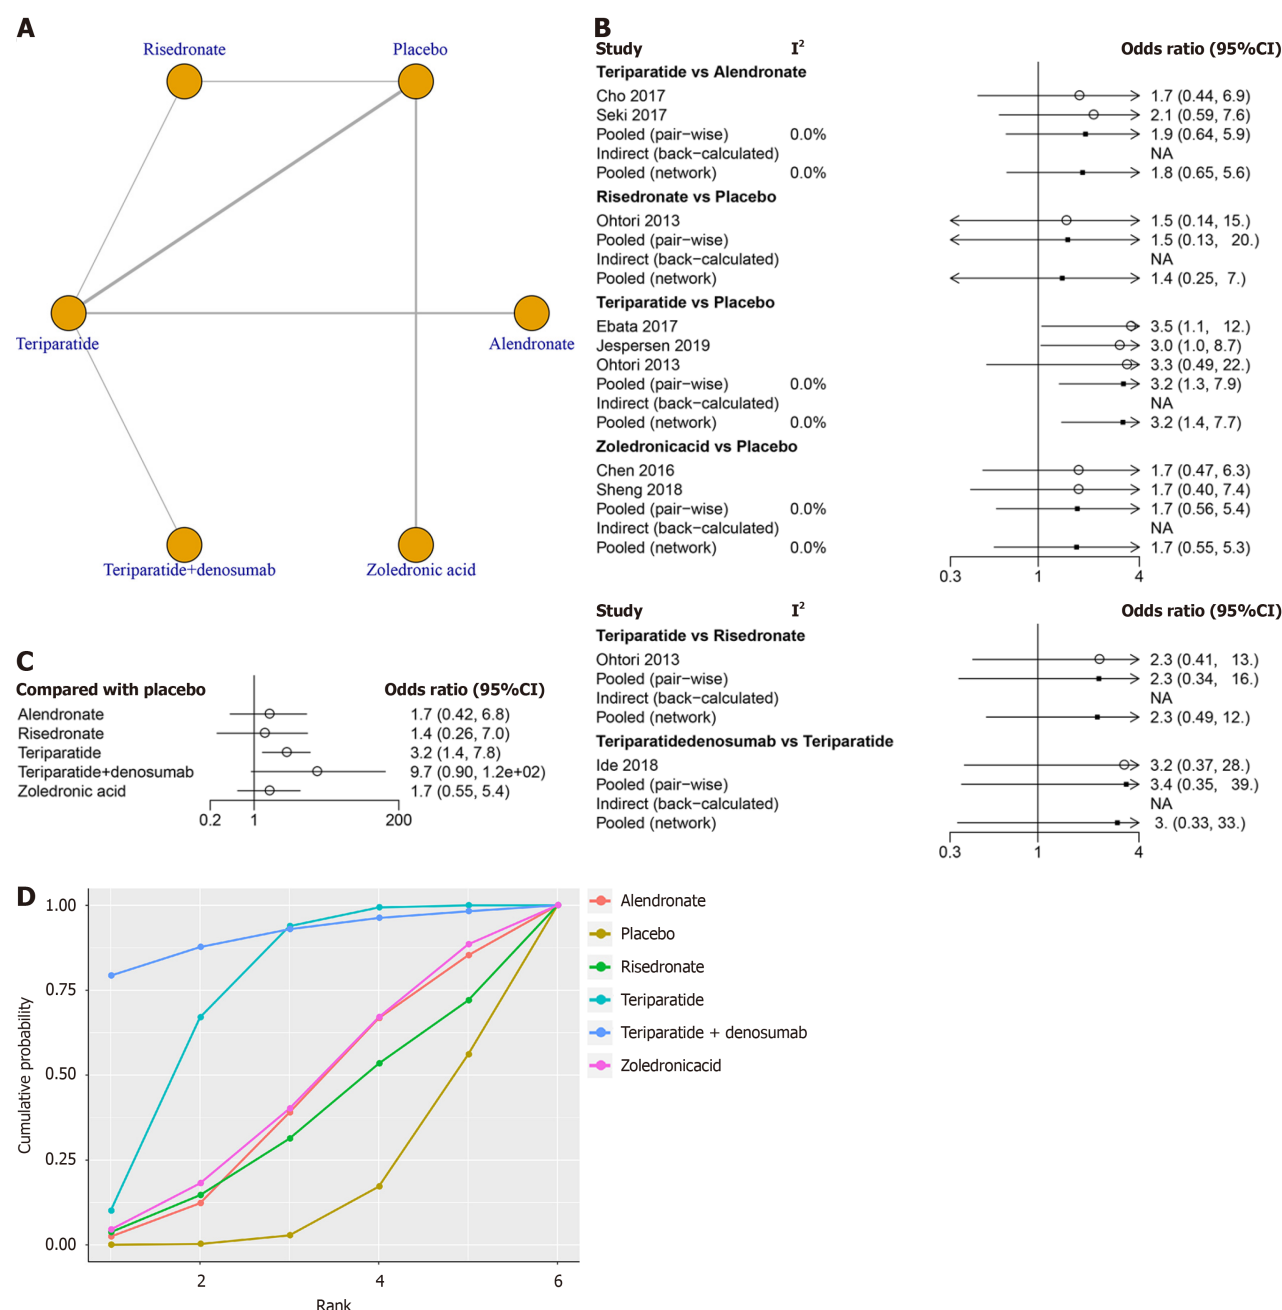 A
Risedronate
Placebo
Teriparatide
Alendronate
Teriparatide+denosumab
Zoledronic acid
B
Study I² Odds ratio (95%CI)
Teriparatide vs Alendronate
Cho 2017 1.7 (0.44, 6.9)
Seki 2017 2.1 (0.59, 7.6)
Pooled (pair−wise) 0.0% 1.9 (0.64, 5.9)
Indirect (back−calculated) NA
Pooled (network) 0.0% 1.8 (0.65, 5.6)
Risedronate vs Placebo
Ohtori 2013 1.5 (0.14, 15.)
Pooled (pair−wise) 1.5 (0.13, 20.)
Indirect (back−calculated) NA
Pooled (network) 1.4 (0.25, 7.)
Teriparatide vs Placebo
Ebata 2017 3.5 (1.1, 12.)
Jespersen 2019 3.0 (1.0, 8.7)
Ohtori 2013 3.3 (0.49, 22.)
Pooled (pair−wise) 0.0% 3.2 (1.3, 7.9)
Indirect (back−calculated) NA
Pooled (network) 0.0% 3.2 (1.4, 7.7)
Zoledronicacid vs Placebo
Chen 2016 1.7 (0.47, 6.3)
Sheng 2018 1.7 (0.40, 7.4)
Pooled (pair−wise) 0.0% 1.7 (0.56, 5.4)
Indirect (back−calculated) NA
Pooled (network) 0.0% 1.7 (0.55, 5.3)
0.3 1 4
Study I² Odds ratio (95%CI)
Teriparatide vs Risedronate
Ohtori 2013 2.3 (0.41, 13.)
Pooled (pair−wise) 2.3 (0.34, 16.)
Indirect (back−calculated) NA
Pooled (network) 2.3 (0.49, 12.)
Teriparatidedenosumab vs Teriparatide
Ide 2018 3.2 (0.37, 28.)
Pooled (pair−wise) 3.4 (0.35, 39.)
Indirect (back−calculated) NA
Pooled (network) 3. (0.33, 33.)
0.3 1 4
C
Compared with placebo Odds ratio (95%CI)
Alendronate 1.7 (0.42, 6.8)
Risedronate 1.4 (0.26, 7.0)
Teriparatide 3.2 (1.4, 7.8)
Teriparatide+denosumab 9.7 (0.90, 1.2e+02)
Zoledronic acid 1.7 (0.55, 5.4)
0.2 1 200
D
Cumulative probability
1.00
0.75
0.50
0.25
0.00
2 4 6
Rank
Alendronate
Placebo
Risedronate
Teriparatide
Teriparatide + denosumab
Zoledronicacid